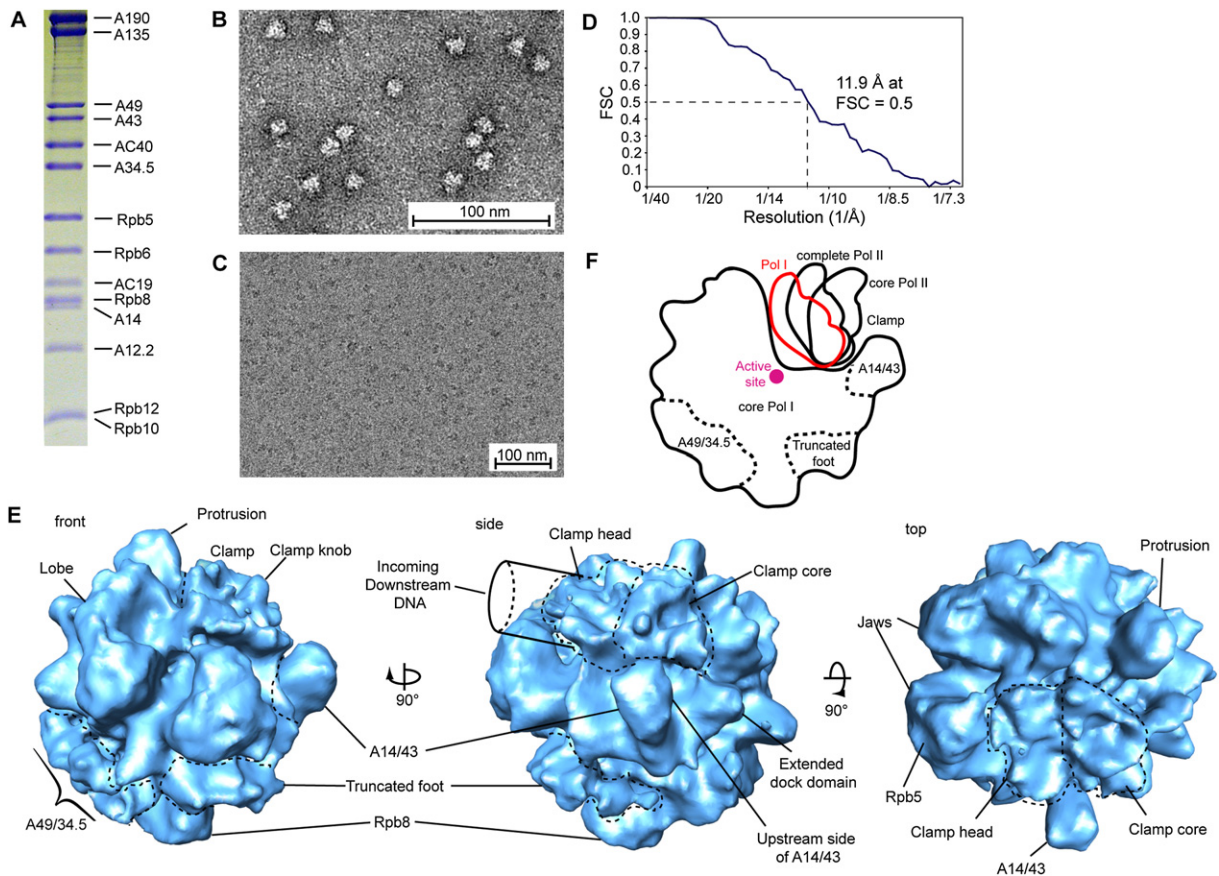 A
A190
A135
A49
A43
AC40
A34.5
Rpb5
Rpb6
AC19
Rpb8
A14
A12.2
Rpb12
Rpb10
B
100 nm
C
100 nm
D
FSC
1.0
0.9
0.8
0.7
0.6
0.5
0.4
0.3
0.2
0.1
0
11.9 Å at
FSC = 0.5
1/40
1/20
1/14
1/10
1/8.5
1/7.3
Resolution (1/Å)
F
complete Pol II
Pol I
core Pol II
Clamp
A14/43
Active
site
core Pol I
A49/34.5
Truncated
foot
E
front
Protrusion
Lobe
Clamp
Clamp knob
A49/34.5
90°
A14/43
Truncated foot
Rpb8
side
Clamp head
Incoming
Downstream
DNA
Clamp core
Extended
dock domain
Upstream side
of A14/43
90°
top
Protrusion
Jaws
Rpb5
Clamp head
Clamp core
A14/43